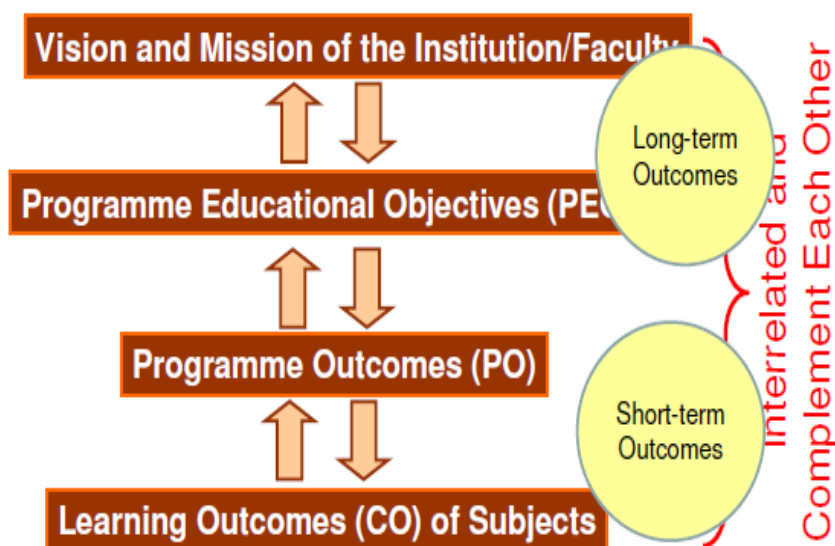 Vision and Mission of the Institution/Faculty
Long-term
Outcomes
Programme Educational Objectives (PEO
Programme Outcomes (PO)
Short-term
Outcomes
Learning Outcomes (CO) of Subjects
Interrelated and
Complement Each Other